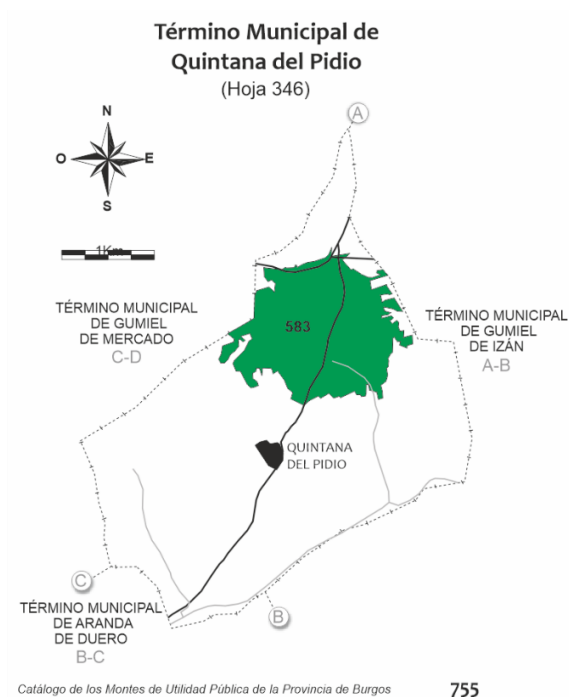 Término Municipal de
Quintana del Pidio
(Hoja 346)
A
N
O
E
S
1Km
TÉRMINO MUNICIPAL
DE GUMIEL
DE MERCADO
C-D
583
TÉRMINO MUNICIPAL
DE GUMIEL
DE IZÁN
A-B
QUINTANA
DEL PIDIO
C
TÉRMINO MUNICIPAL
DE ARANDA
DE DUERO
B-C
B
Catálogo de los Montes de Utilidad Pública de la Provincia de Burgos
755